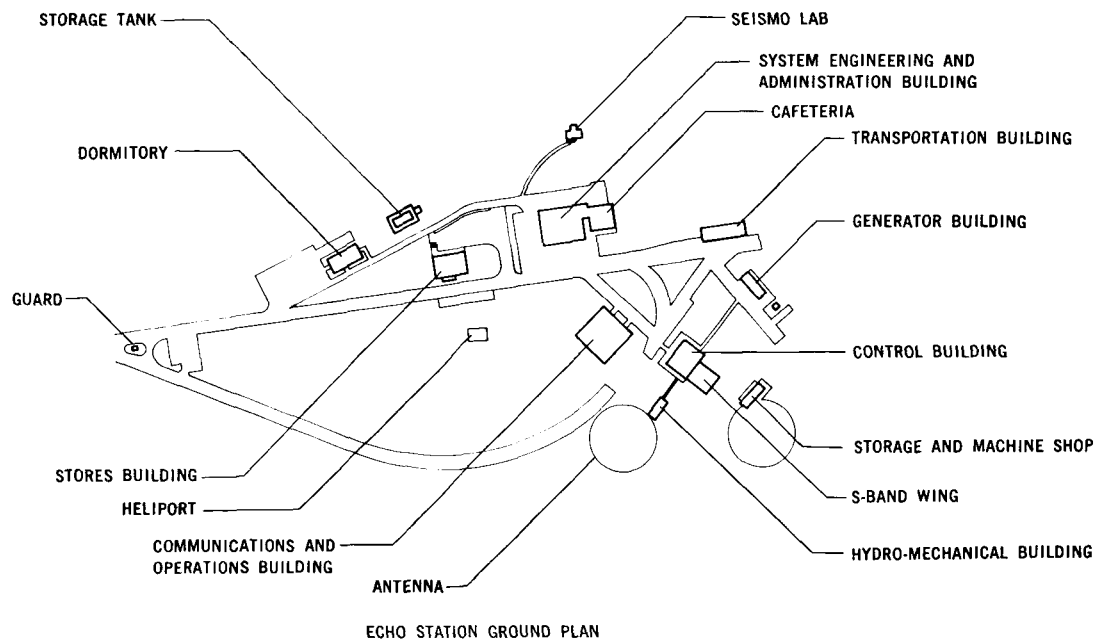 STORAGE TANK
SEISMO LAB
SYSTEM ENGINEERING AND
ADMINISTRATION BUILDING
CAFETERIA
TRANSPORTATION BUILDING
DORMITORY
GENERATOR BUILDING
GUARD
CONTROL BUILDING
STORAGE AND MACHINE SHOP
STORES BUILDING
S-BAND WING
HELIPORT
COMMUNICATIONS AND
OPERATIONS BUILDING
HYDRO-MECHANICAL BUILDING
ANTENNA
ECHO STATION GROUND PLAN